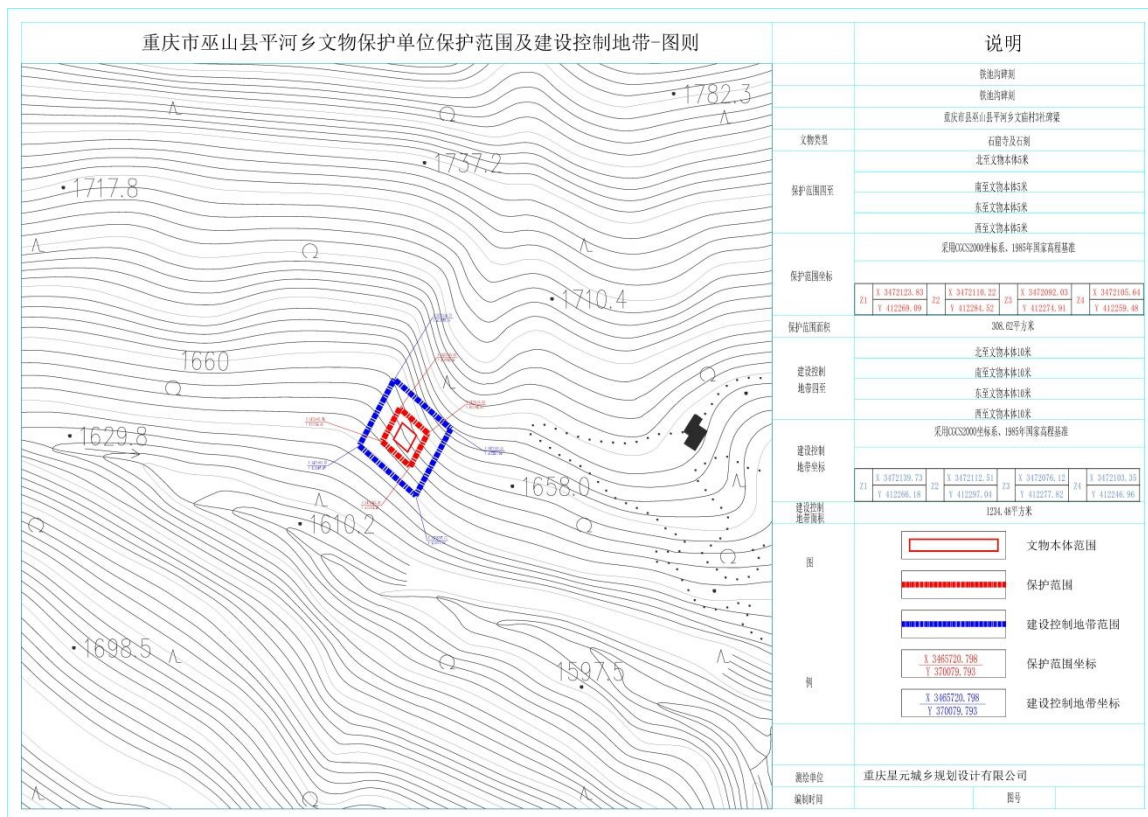 重庆市巫山县平河乡文物保护单位保护范围及建设控制地带-图则
1782.3
1737.2
1717.8
1710.4
1660
1629.8
1658.0
1610.2
1698.5
1597.5
说明
铁池沟碑刻
铁池沟碑刻
重庆市县巫山县平河乡文庙村3社碑梁
文物类型 石窟寺及石刻
保护范围四至
北至文物本体5米
南至文物本体5米
东至文物本体5米
西至文物本体5米
保护范围坐标
采用CGCS2000坐标系、1985年国家高程基准
Z1 X 3472123.83 Y 412269.09
Z2 X 3472110.22 Y 412284.52
Z3 X 3472092.03 Y 412274.91
Z4 X 3472105.64 Y 412259.48
保护范围面积 308.62平方米
建设控制
地带四至
北至文物本体10米
南至文物本体10米
东至文物本体10米
西至文物本体10米
建设控制
地带坐标
采用CGCS2000坐标系、1985年国家高程基准
Z1 X 3472139.73 Y 412266.18
Z2 X 3472112.51 Y 412297.04
Z3 X 3472076.12 Y 412277.82
Z4 X 3472103.35 Y 412246.96
建设控制
地带面积
1234.48平方米
图
例
文物本体范围
保护范围
建设控制地带范围
X 3465720.798
Y 370079.793
保护范围坐标
X 3465720.798
Y 370079.793
建设控制地带坐标
测绘单位 重庆星元城乡规划设计有限公司
编制时间 图号